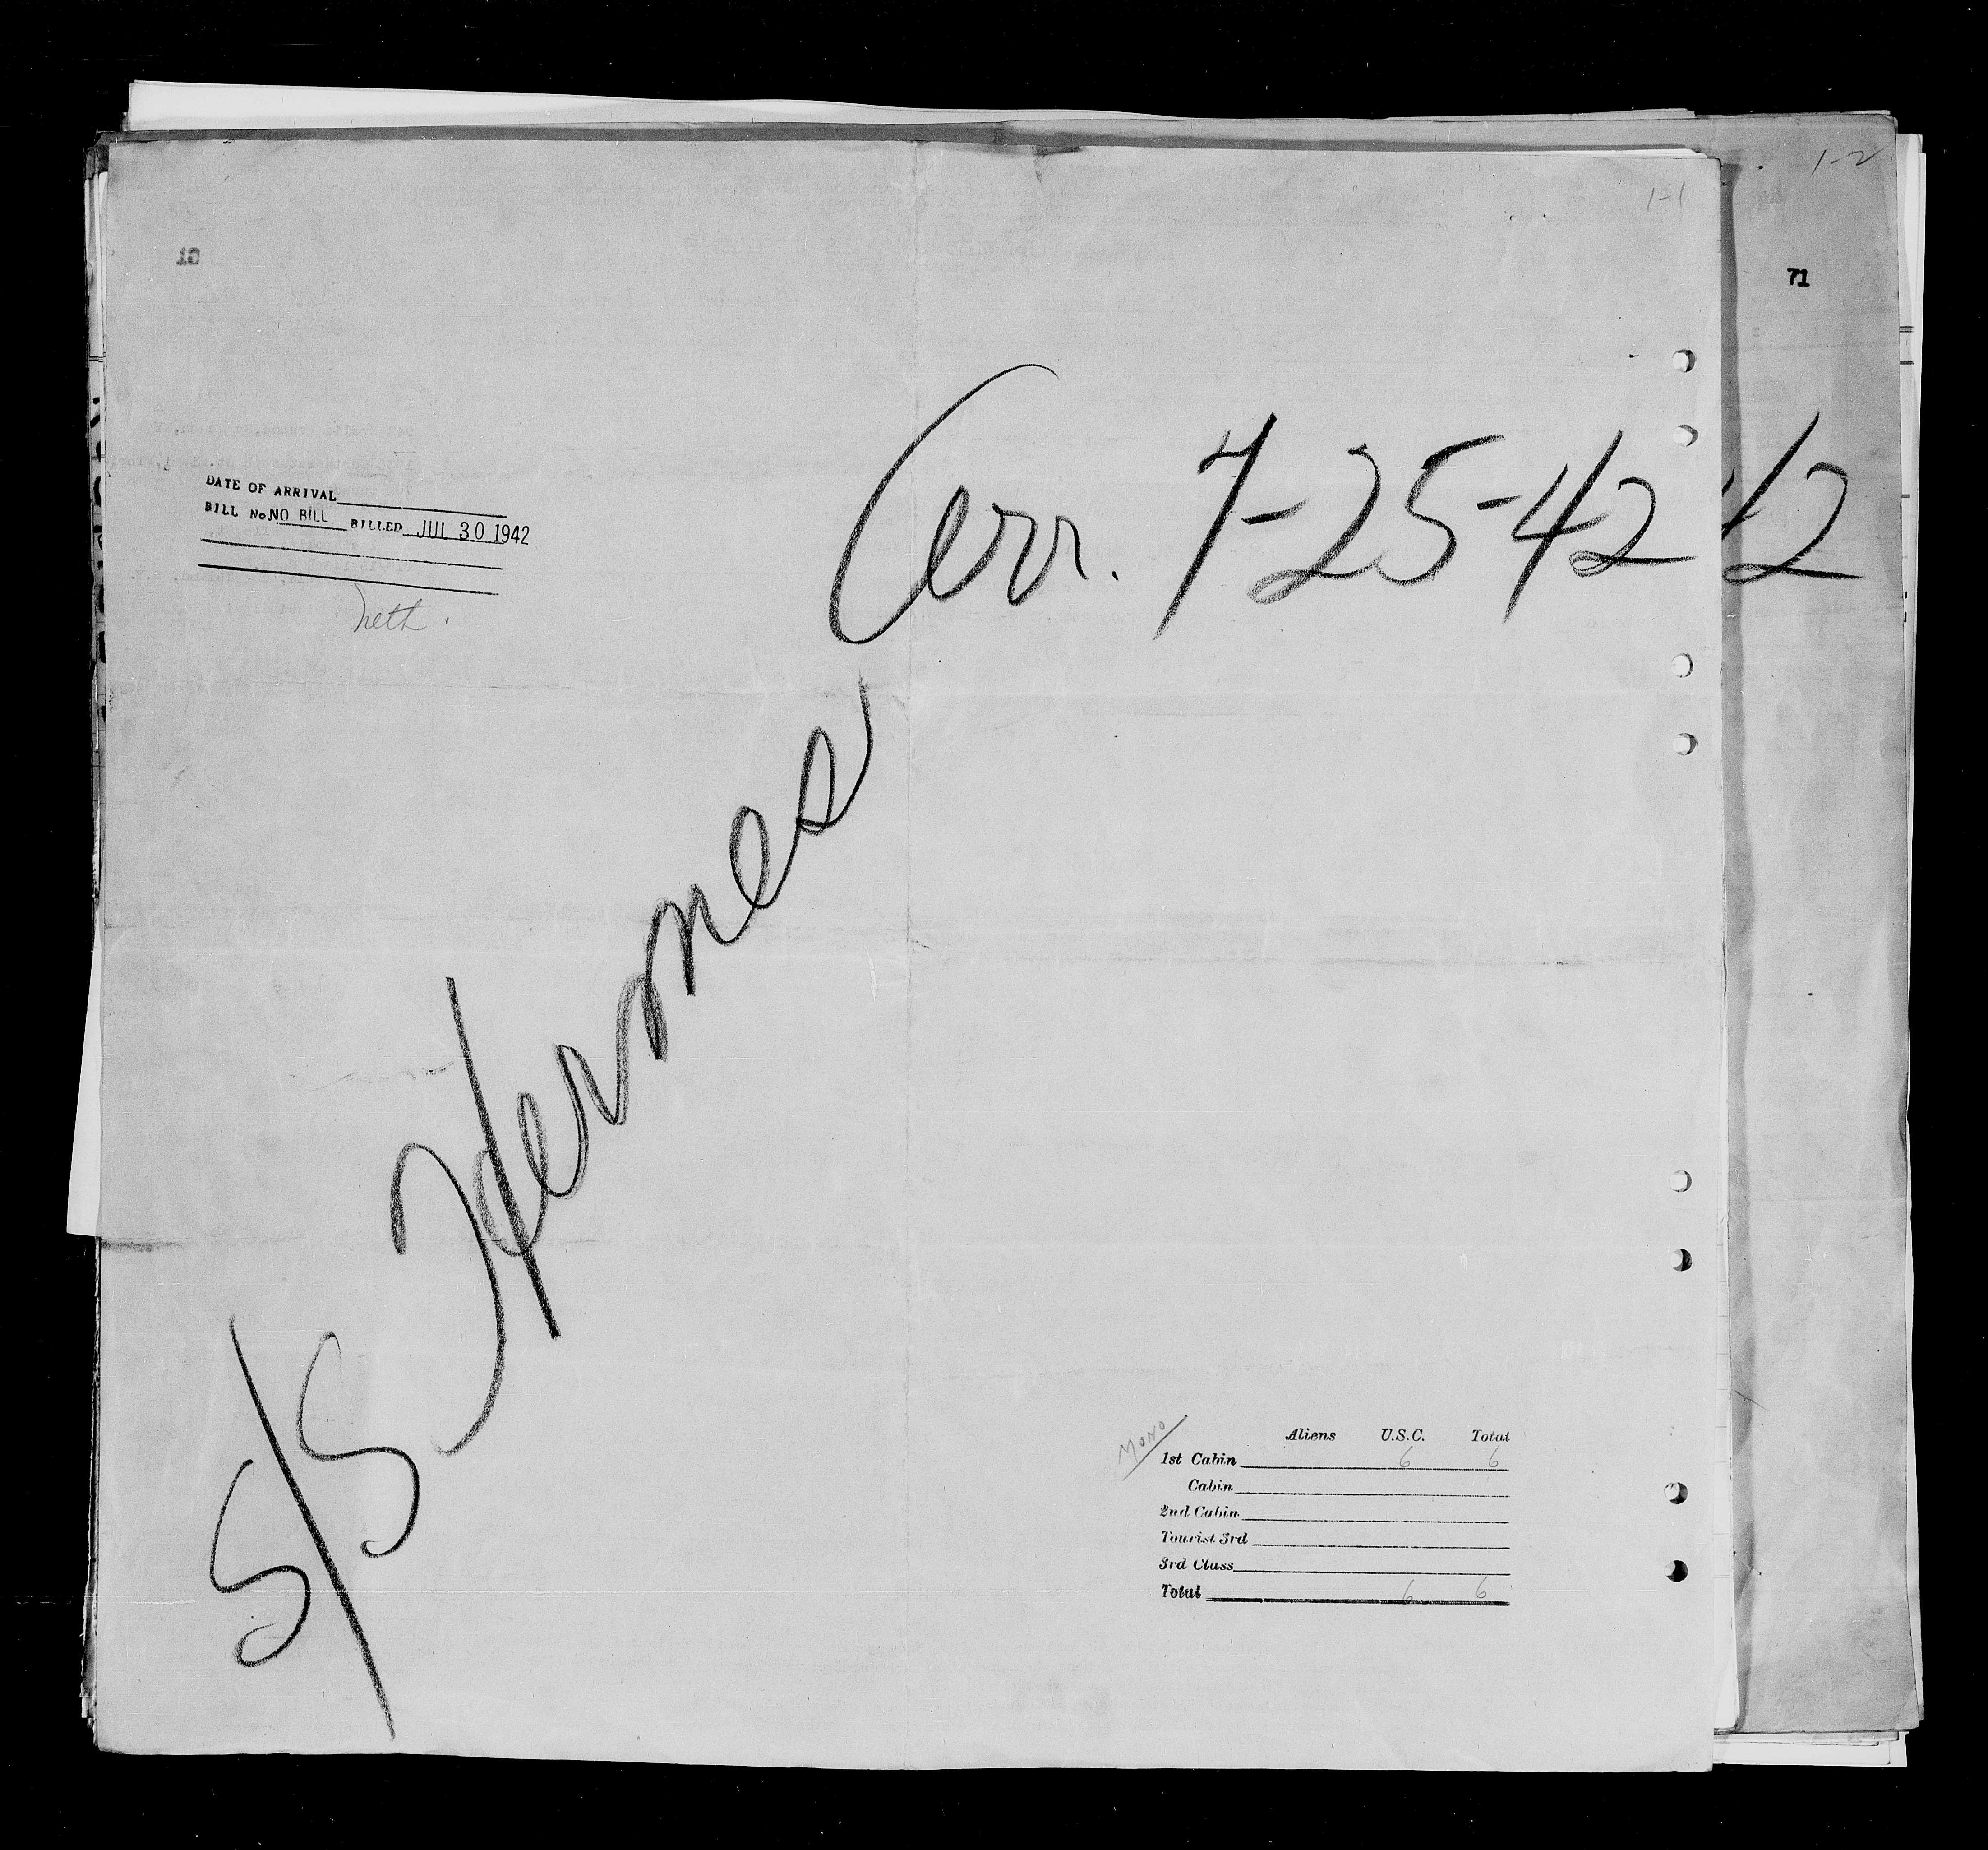 1-2
1-1
71
Arr. 7-25-42
12
DATE OF ARRIVAL
BILL No. NO BILL BILLED JUL 30 1942
Neth.
S/S Hermes
MONO
Aliens U.S.C. Total
1st Cabin 6 6
Cabin
2nd Cabin
Tourist 3rd
3rd Class
Total 6 6